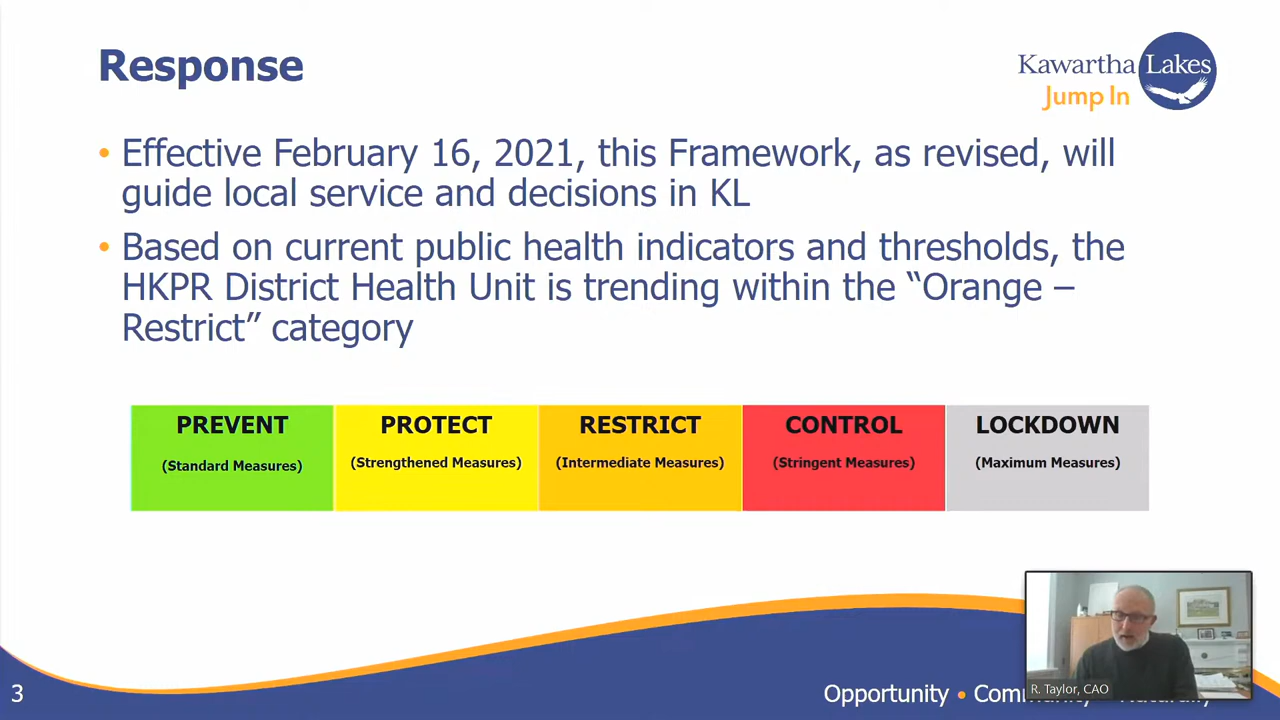 Response
Kawartha Lakes
Jump In
• Effective February 16, 2021, this Framework, as revised, will
guide local service and decisions in KL
• Based on current public health indicators and thresholds, the
HKPR District Health Unit is trending within the “Orange –
Restrict” category
PREVENT
(Standard Measures)
PROTECT
(Strengthened Measures)
RESTRICT
(Intermediate Measures)
CONTROL
(Stringent Measures)
LOCKDOWN
(Maximum Measures)
R. Taylor, CAO
3
Opportunity •